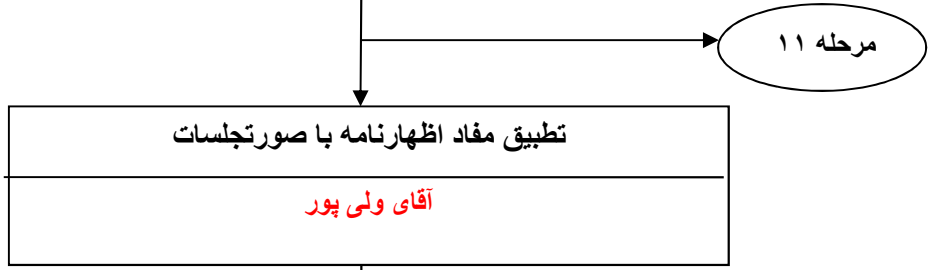 مرحله ۱۱
تطبیق مفاد اظهارنامه با صورتجلسات
آقای ولی پور